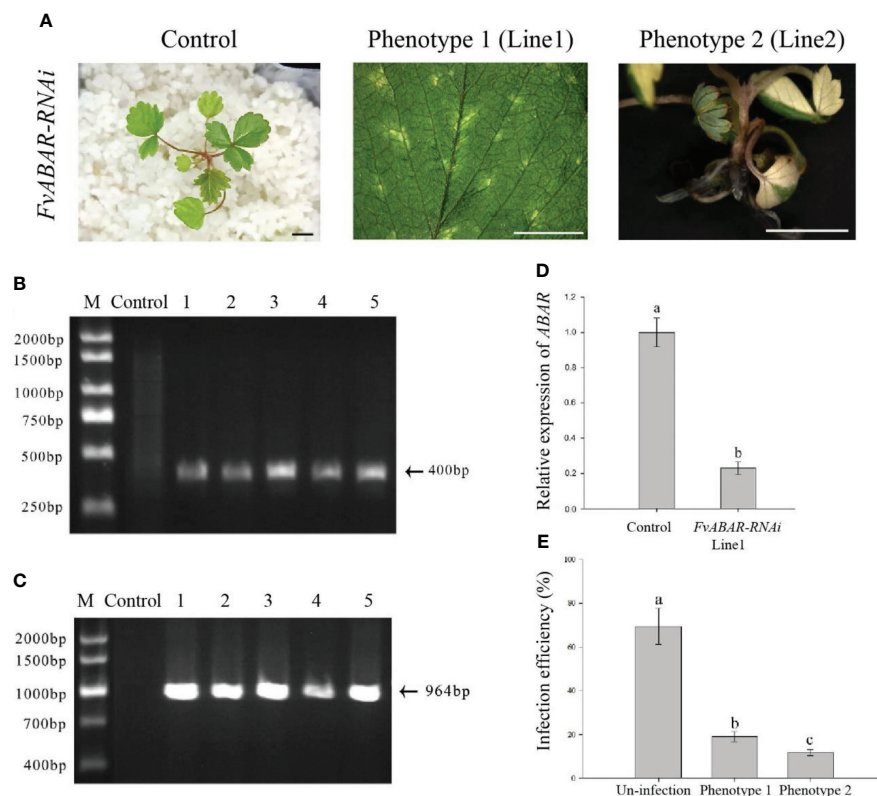 A
Control
Phenotype 1 (Line1)
Phenotype 2 (Line2)
FvABAR-RNAi
B
M Control 1 2 3 4 5
2000bp
1500bp
1000bp
750bp
500bp
250bp
← 400bp
C
M Control 1 2 3 4 5
2000bp
1500bp
1000bp
700bp
400bp
← 964bp
D
Relative expression of ABAR
1.2
1.0
0.8
0.6
0.4
0.2
0.0
a
b
Control
FvABAR-RNAi
Line1
E
Infection efficiency (%)
100
80
60
40
20
0
a
b
c
Un-infection Phenotype 1 Phenotype 2